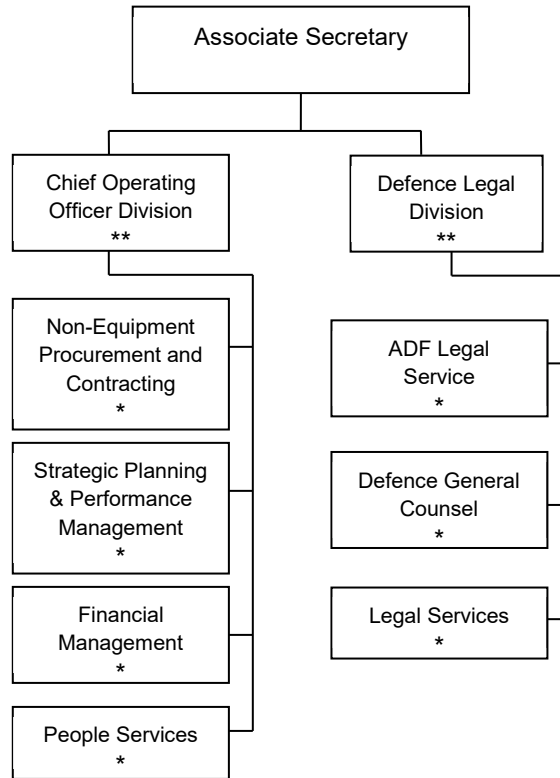 Associate Secretary
Chief Operating
Officer Division
**
Defence Legal
Division
**
Non-Equipment
Procurement and
Contracting
*
Strategic Planning
& Performance
Management
*
Financial
Management
*
People Services
*
ADF Legal
Service
*
Defence General
Counsel
*
Legal Services
*